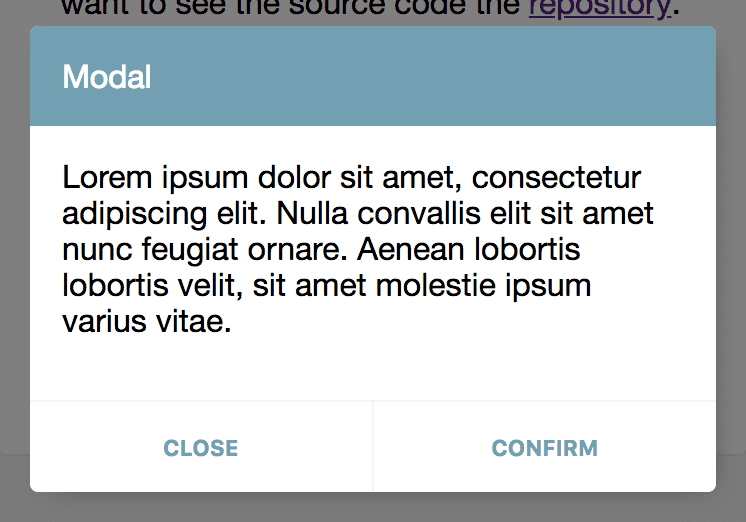 want to see the source code the repository.
Modal
Lorem ipsum dolor sit amet, consectetur
adipiscing elit. Nulla convallis elit sit amet
nunc feugiat ornare. Aenean lobortis
lobortis velit, sit amet molestie ipsum
varius vitae.
CLOSE CONFIRM